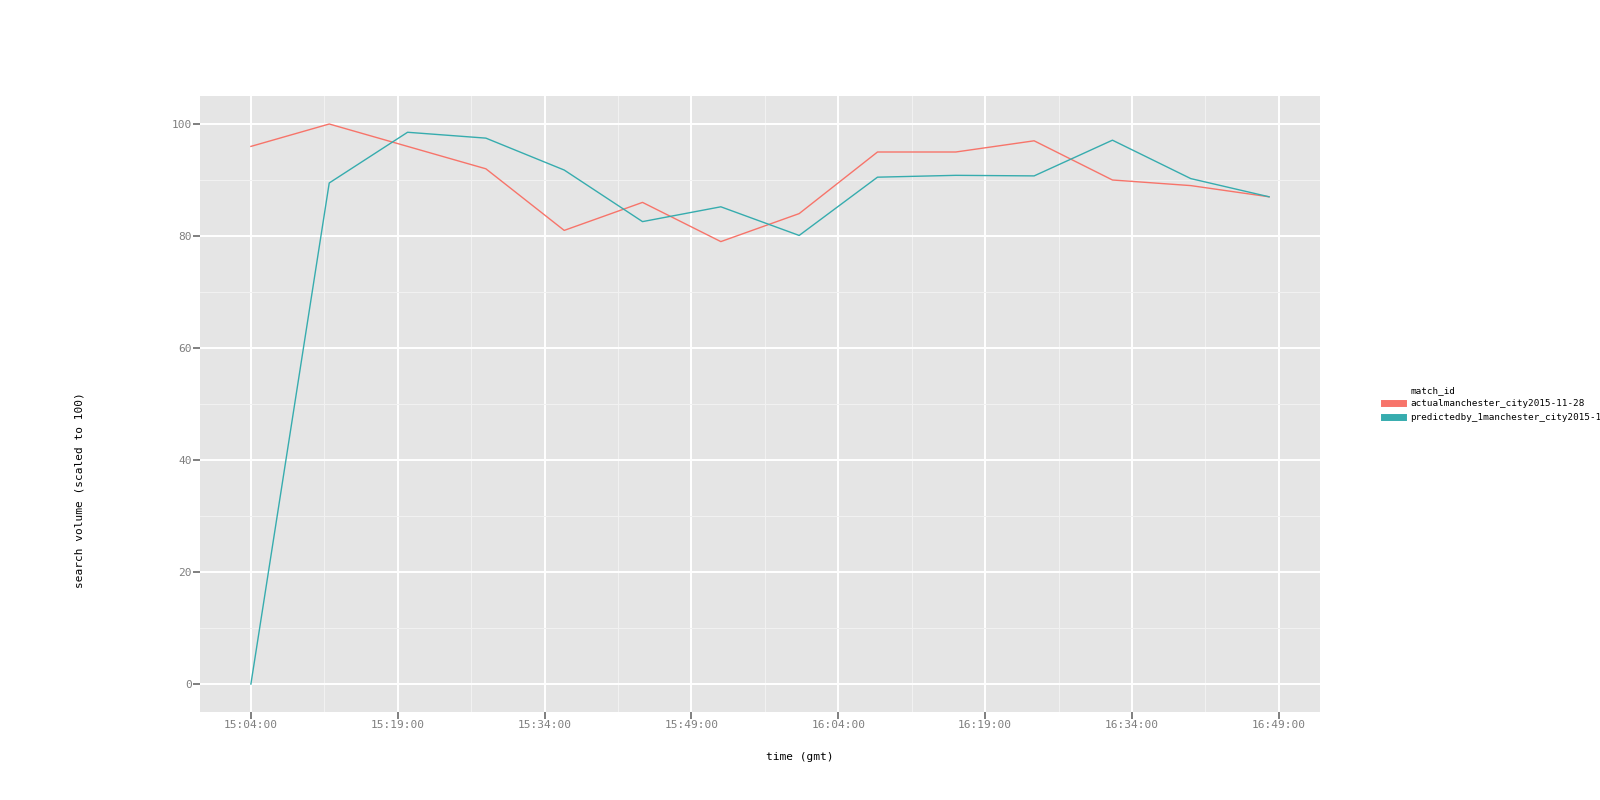 100
80
60
40
20
0
search volume (scaled to 100)
15:04:00 15:19:00 15:34:00 15:49:00 16:04:00 16:19:00 16:34:00 16:49:00
time (gmt)
match_id
actualmanchester_city2015-11-28
predictedby_1manchester_city2015-1